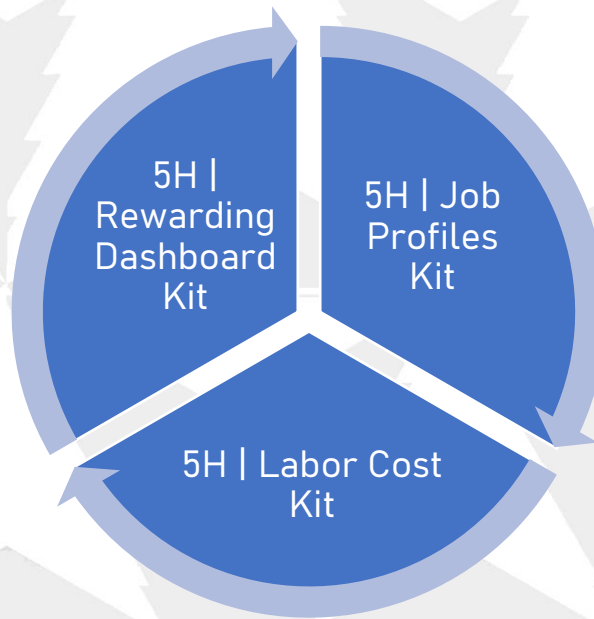 5H |
Rewarding
Dashboard
Kit
5H | Job
Profiles
Kit
5H | Labor Cost
Kit